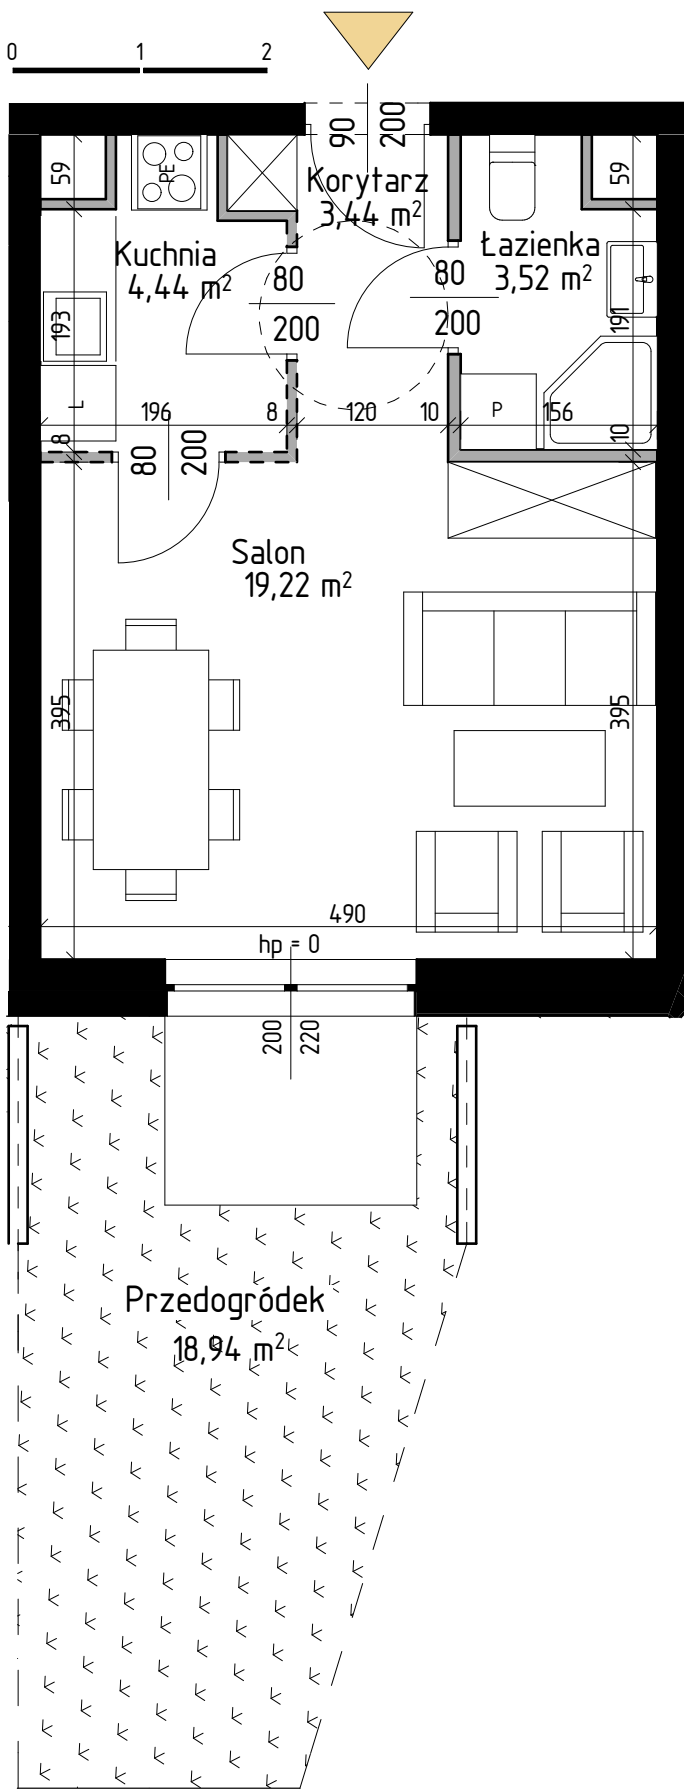 0 1 2
90 200
59
PE
59
Korytarz
3,44 m²
Kuchnia
4,44 m²
Łazienka
3,52 m²
80
200
80
200
193
191
L
P
196 8 120 10 156
8
10
80 200
Salon
19,22 m²
395
395
490
hp = 0
200 220
Przedogródek
18,94 m²